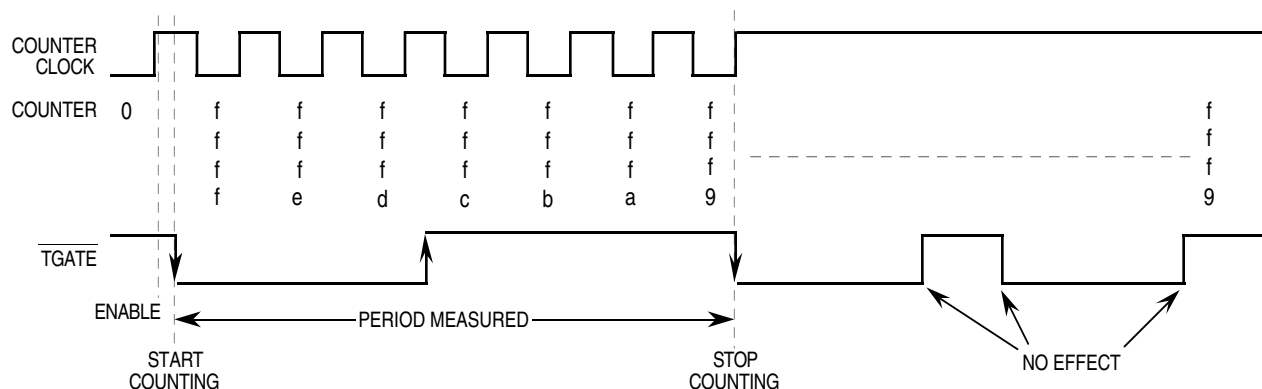 COUNTER
CLOCK
COUNTER 0 f f f f f f f f
f f f f f f f f
f f f f f f f f
f e d c b a 9 9
TGATE
ENABLE
PERIOD MEASURED
START
COUNTING
STOP
COUNTING
NO EFFECT